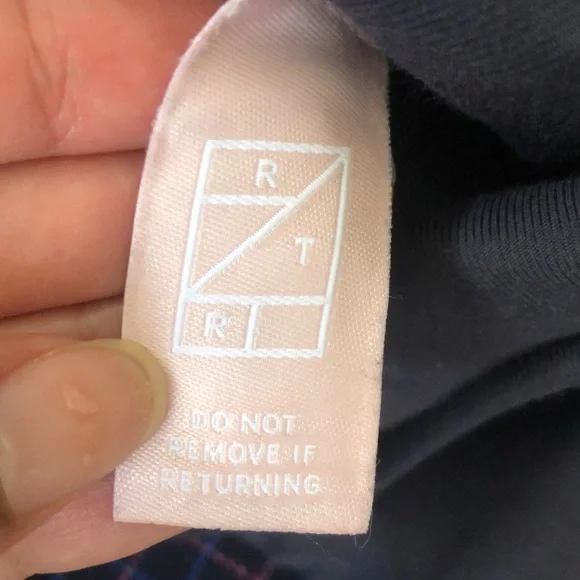 R
T
R
DO NOT
REMOVE IF
RETURNING